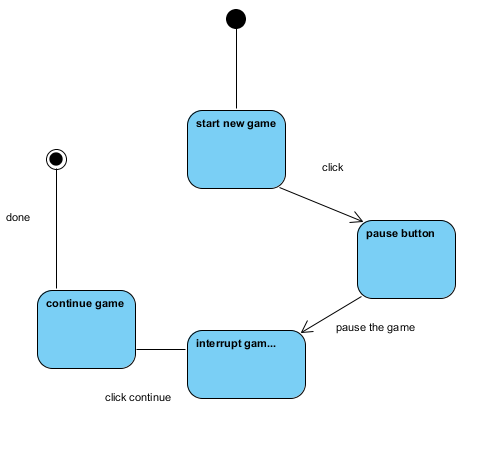 start new game
click
done
pause button
continue game
pause the game
interrupt gam...
click continue